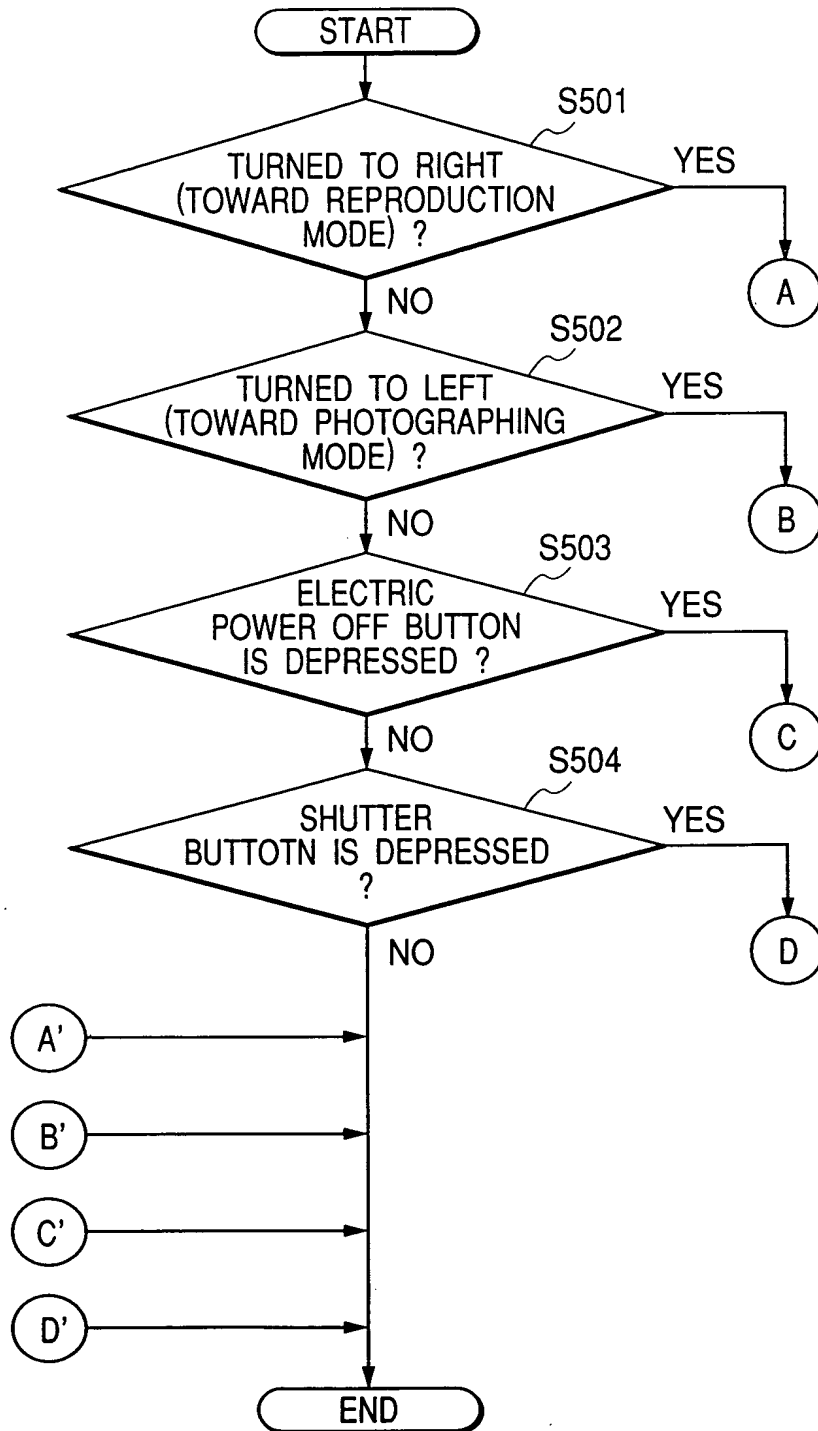 START
S501
TURNED TO RIGHT
(TOWARD REPRODUCTION
MODE) ?
YES
A
NO
S502
TURNED TO LEFT
(TOWARD PHOTOGRAPHING
MODE) ?
YES
B
NO
S503
ELECTRIC
POWER OFF BUTTON
IS DEPRESSED ?
YES
C
NO
S504
SHUTTER
BUTTOTN IS DEPRESSED
?
YES
D
NO
A'
B'
C'
D'
END